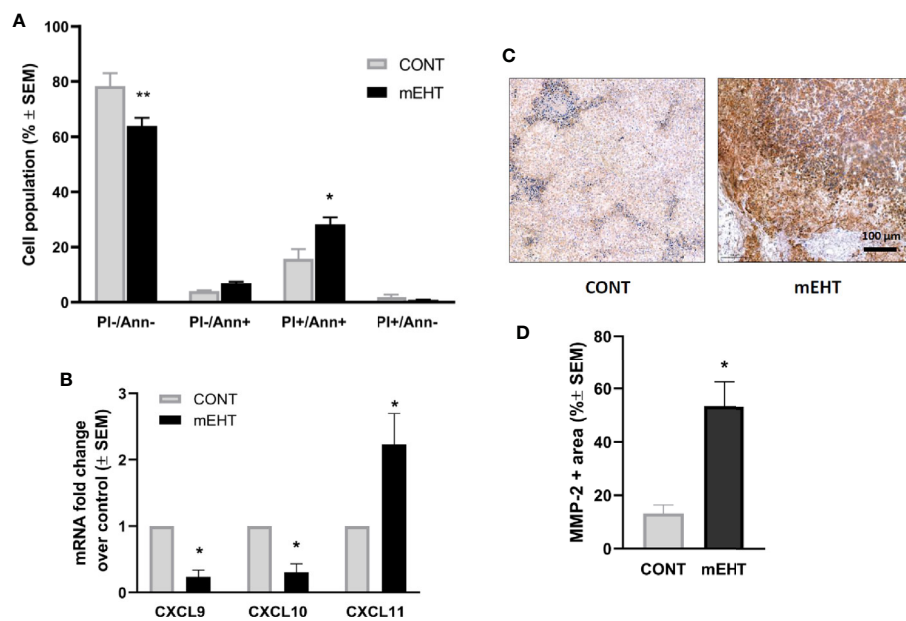 A
Cell population (% ± SEM)
100
80
60
40
20
0
CONT
mEHT
**
*
PI-/Ann-
PI-/Ann+
PI+/Ann+
PI+/Ann-
B
mRNA fold change
over control (± SEM)
3
2
1
0
CONT
mEHT
*
*
*
CXCL9
CXCL10
CXCL11
C
100 µm
CONT
mEHT
D
MMP-2 + area (%± SEM)
80
60
40
20
0
*
CONT
mEHT